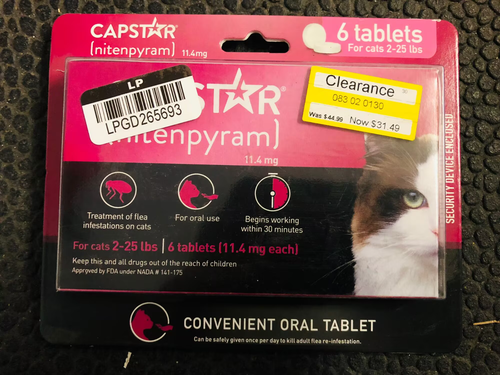 CAPSTAR
(nitenpyram) 11.4mg
6 tablets
For cats 2-25 lbs
LP
LPGD265693
Clearance
083 02 0130
Was $44.99 Now $31.49
STAR
nitenpyram)
11.4 mg
SECURITY DEVICE ENCLOSED
Treatment of flea
infestations on cats
For oral use
Begins working
within 30 minutes
For cats 2-25 lbs | 6 tablets (11.4 mg each)
Keep this and all drugs out of the reach of children
Approved by FDA under NADA # 141-175
CONVENIENT ORAL TABLET
Can be safely given once per day to kill adult flea re-infestation.